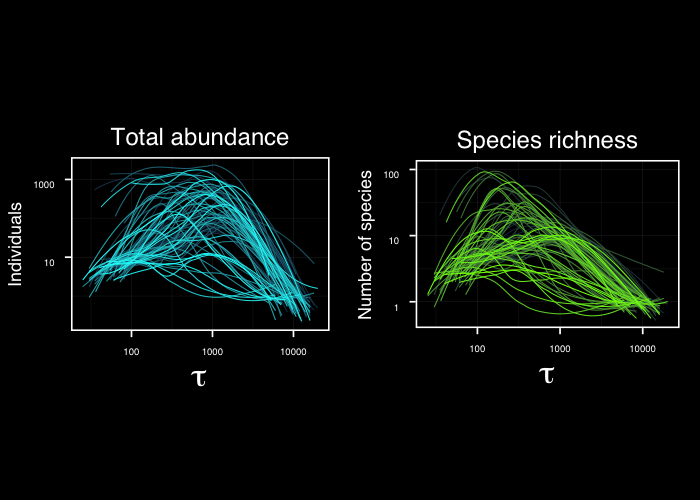 Total abundance
Individuals
1000
10
100
1000
10000
τ
Species richness
Number of species
100
10
1
100
1000
10000
τ